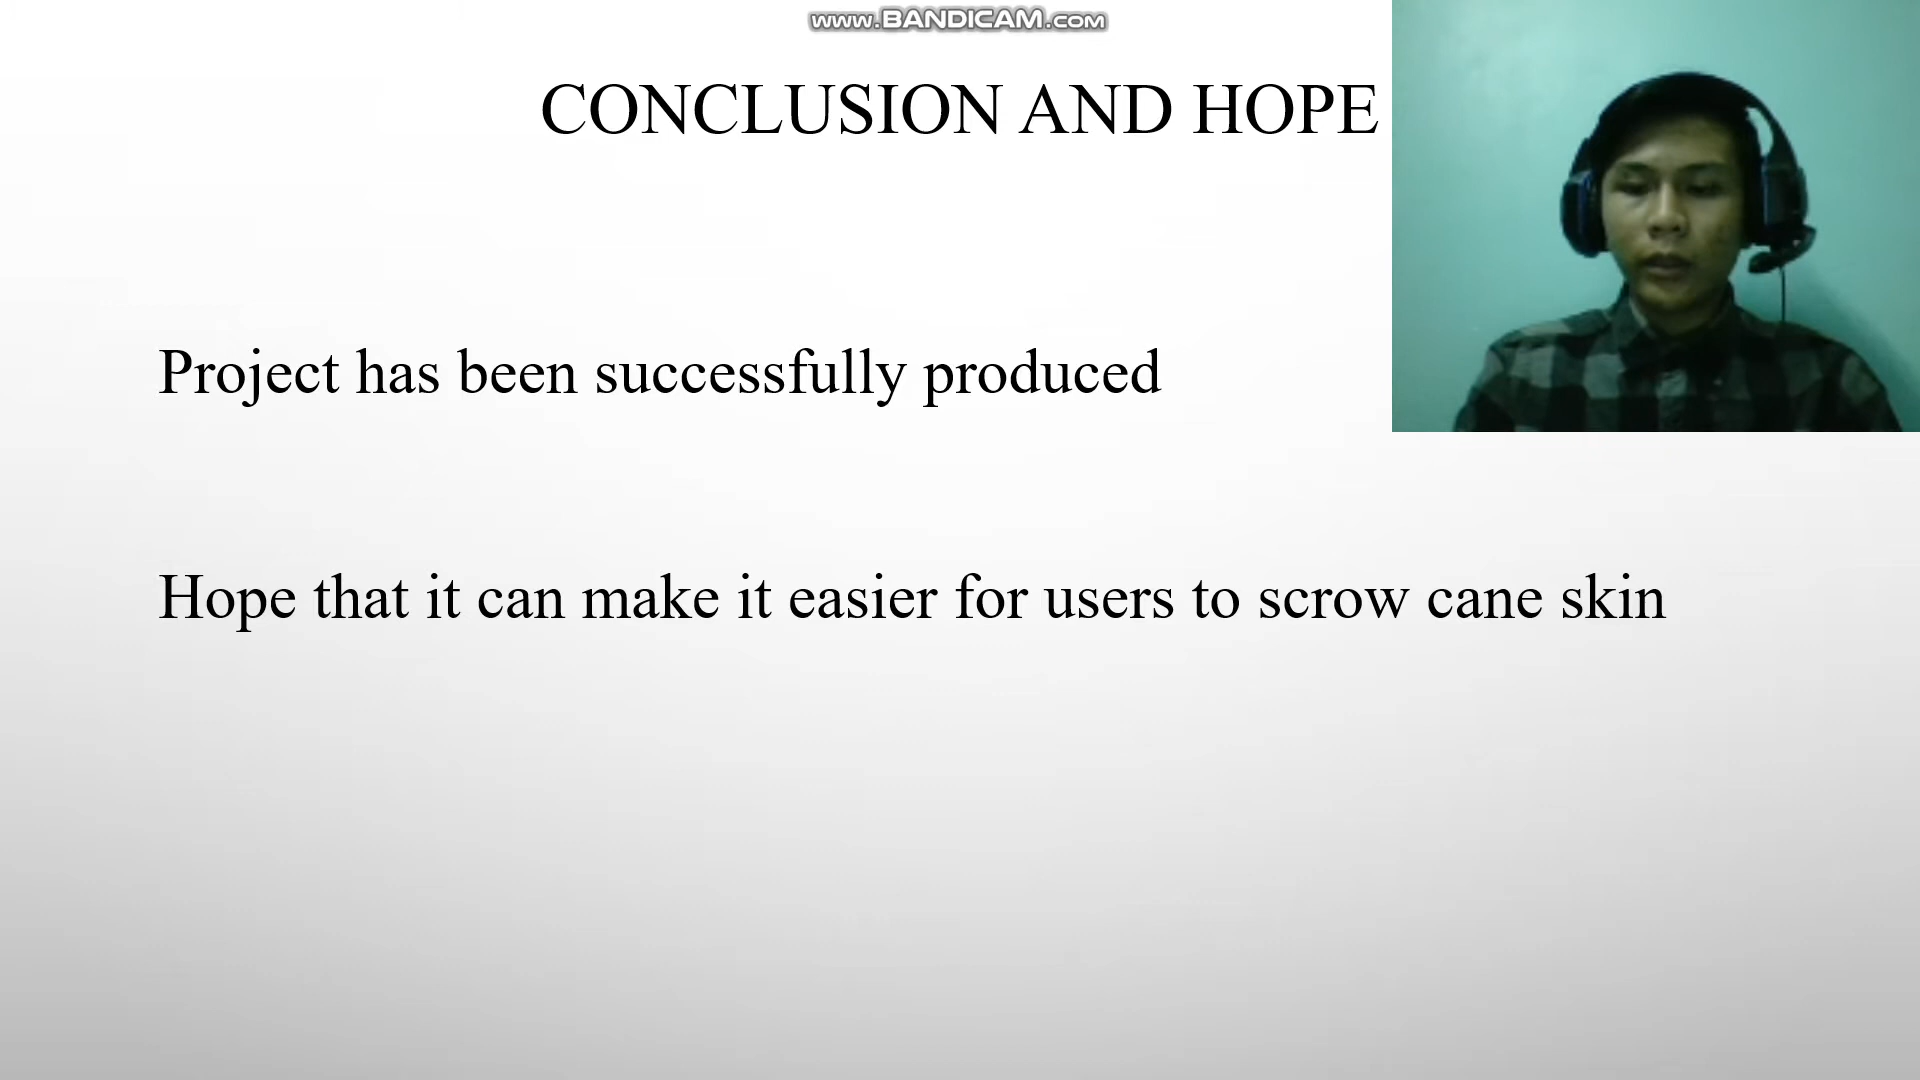 www.BANDICAM.com
CONCLUSION AND HOPE
Project has been successfully produced
Hope that it can make it easier for users to scrow cane skin